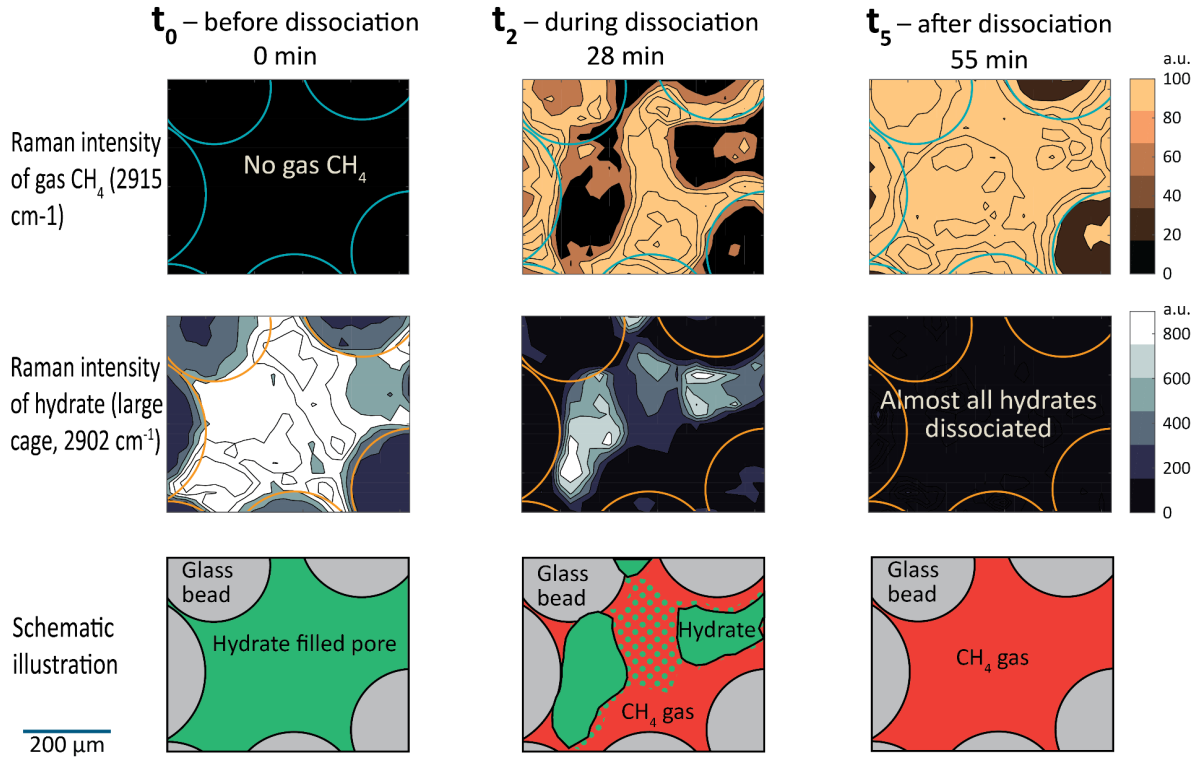 t₀ – before dissociation
0 min
t₂ – during dissociation
28 min
t₅ – after dissociation
55 min
Raman intensity
of gas CH₄ (2915
cm-1)
No gas CH₄
a.u.
100
80
60
40
20
0
Raman intensity
of hydrate (large
cage, 2902 cm⁻¹)
Almost all hydrates
dissociated
a.u.
800
600
400
200
0
Schematic
illustration
Glass
bead
Hydrate filled pore
Glass
bead
Hydrate
CH₄ gas
Glass
bead
CH₄ gas
200 µm